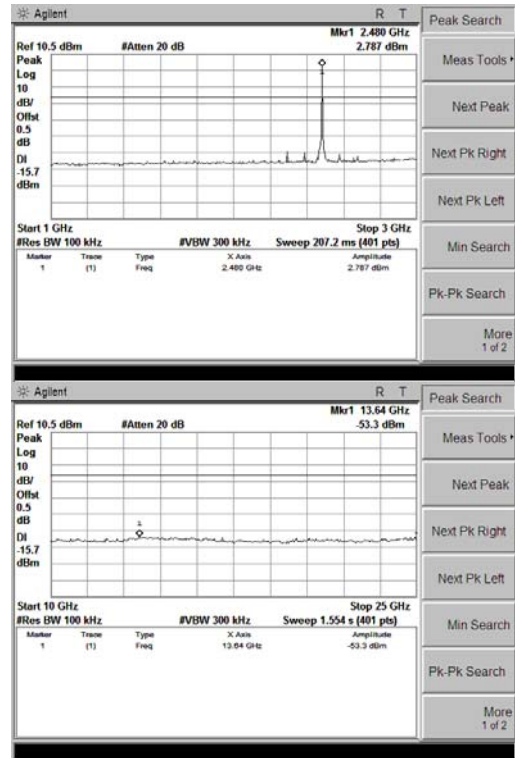 Agilent R T
Peak Search
Mkr1 2.480 GHz
Ref 10.5 dBm #Atten 20 dB 2.787 dBm
Peak
Log
10
dB/
Offst
0.5
dB
DI
-15.7
dBm
1
Start 1 GHz Stop 3 GHz
#Res BW 100 kHz #VBW 300 kHz Sweep 207.2 ms (401 pts)
Marker Trace Type X Axis Amplitude
1 (1) Freq 2.480 GHz 2.787 dBm
Meas Tools
Next Peak
Next Pk Right
Next Pk Left
Min Search
Pk-Pk Search
More
1 of 2
Agilent R T
Peak Search
Mkr1 13.64 GHz
Ref 10.5 dBm #Atten 20 dB -53.3 dBm
Peak
Log
10
dB/
Offst
0.5
dB
DI
-15.7
dBm
1
Start 10 GHz Stop 25 GHz
#Res BW 100 kHz #VBW 300 kHz Sweep 1.554 s (401 pts)
Marker Trace Type X Axis Amplitude
1 (1) Freq 13.64 GHz -53.3 dBm
Meas Tools
Next Peak
Next Pk Right
Next Pk Left
Min Search
Pk-Pk Search
More
1 of 2